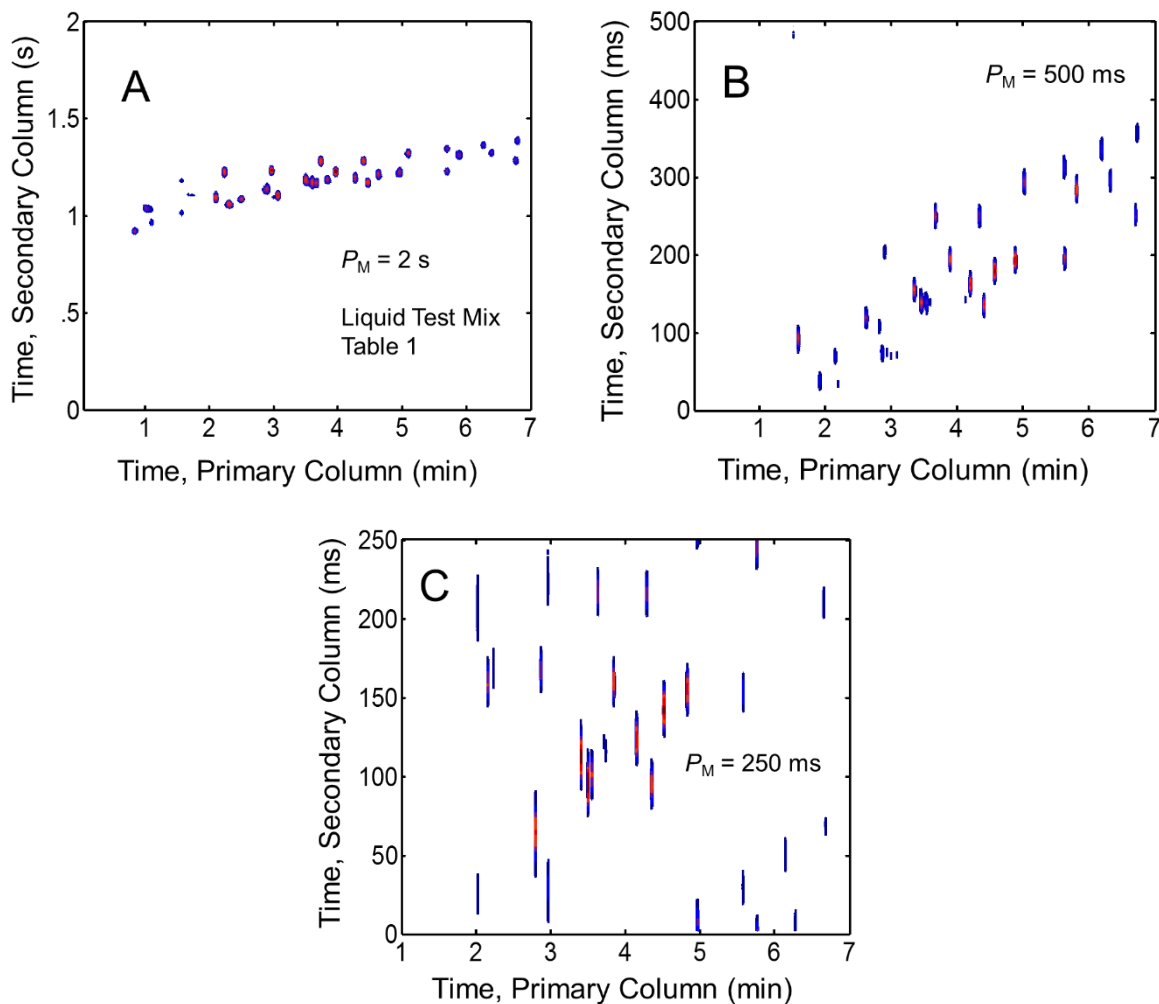 A
2
1.5
1
.5
0
Time, Secondary Column (s)
P_M = 2 s
Liquid Test Mix
Table 1
1 2 3 4 5 6 7
Time, Primary Column (min)
B
P_M = 500 ms
500
400
300
200
100
0
Time, Secondary Column (ms)
1 2 3 4 5 6 7
Time, Primary Column (min)
C
250
200
150
100
50
0
Time, Secondary Column (ms)
P_M = 250 ms
1 2 3 4 5 6 7
Time, Primary Column (min)